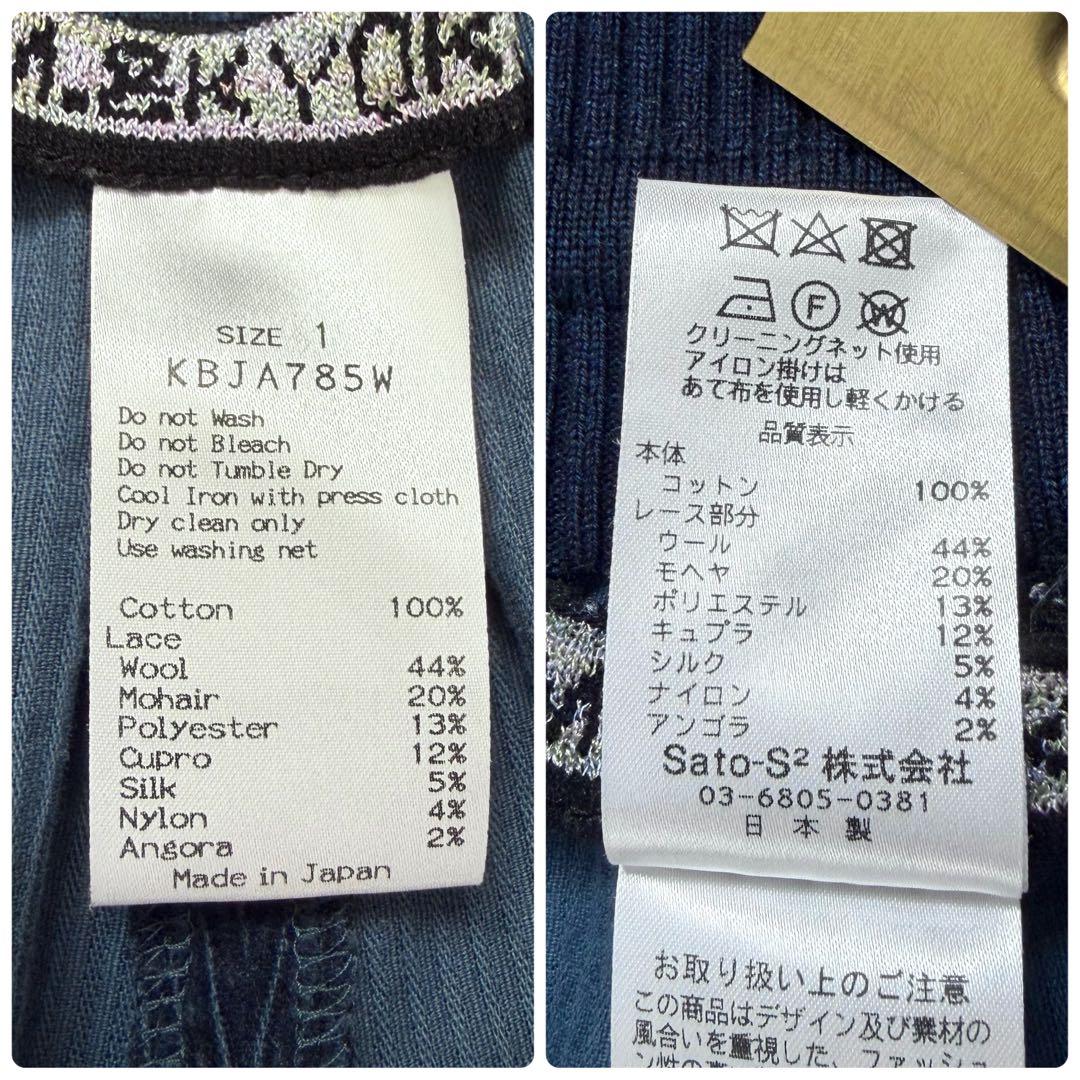 SIZE 1
KBJA785W
Do not Wash
Do not Bleach
Do not Tumble Dry
Cool Iron with press cloth
Dry clean only
Use washing net
Cotton 100%
Lace
Wool 44%
Mohair 20%
Polyester 13%
Cupro 12%
Silk 5%
Nylon 4%
Angora 2%
Made in Japan
F W
クリーニングネット使用
アイロン掛けは
あて布を使用し軽くかける
品質表示
本体
コットン 100%
レース部分
ウール 44%
モヘヤ 20%
ポリエステル 13%
キュプラ 12%
シルク 5%
ナイロン 4%
アンゴラ 2%
Sato-S² 株式会社
03-6805-0381
日本製
お取り扱い上のご注意
この商品はデザイン及び素材の
風合いを重視した、ファッショ